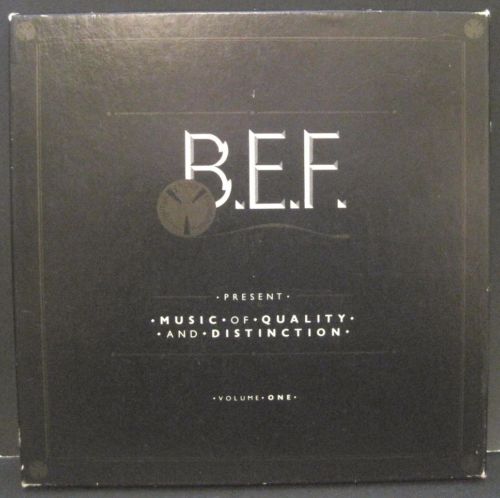 B.E.F.
· PRESENT ·
· MUSIC · OF · QUALITY ·
· AND · DISTINCTION ·
· VOLUME · ONE ·